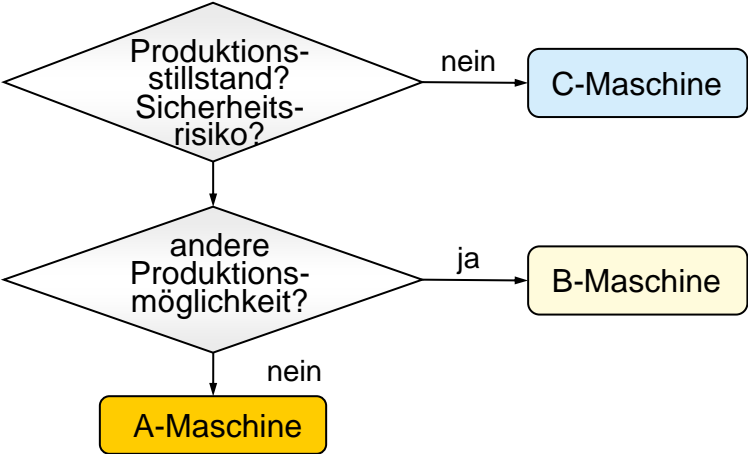 Produktions-
stillstand?
Sicherheits-
risiko?
nein
C-Maschine
andere
Produktions-
möglichkeit?
ja
B-Maschine
nein
A-Maschine